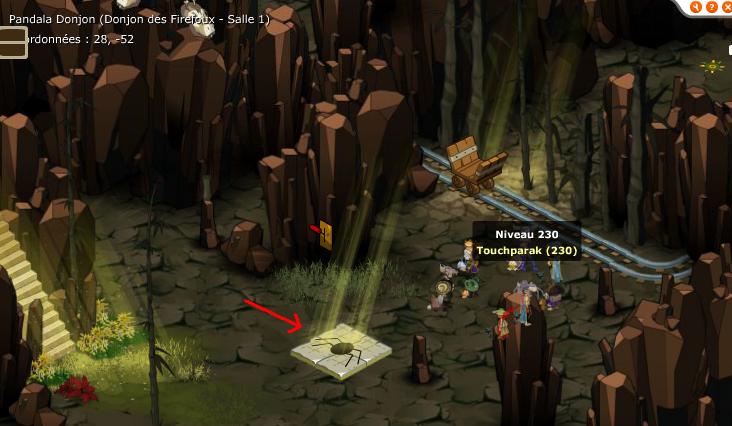 Pandala Donjon (Donjon des Firefoux - Salle 1)
ordonnées : 28, -52
?
Niveau 230
Touchparak (230)